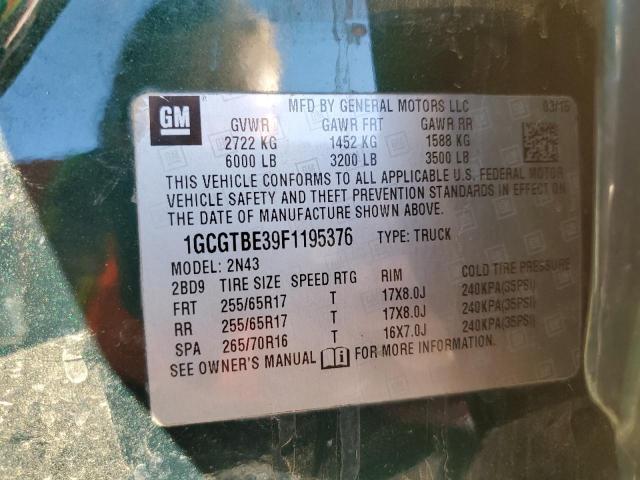 GM
MFD BY GENERAL MOTORS LLC 03/15
GVWR GAWR FRT GAWR RR
2722 KG 1452 KG 1588 KG
6000 LB 3200 LB 3500 LB
THIS VEHICLE CONFORMS TO ALL APPLICABLE U.S. FEDERAL MOTOR
VEHICLE SAFETY AND THEFT PREVENTION STANDARDS IN EFFECT ON
THE DATE OF MANUFACTURE SHOWN ABOVE.
1GCGTBE39F1195376 TYPE: TRUCK
MODEL: 2N43
2BD9 TIRE SIZE SPEED RTG RIM COLD TIRE PRESSURE
FRT 255/65R17 T 17X8.0J 240KPA(35PSI)
RR 255/65R17 T 17X8.0J 240KPA(35PSI)
SPA 265/70R16 T 16X7.0J 240KPA(35PSI)
SEE OWNER'S MANUAL FOR MORE INFORMATION.